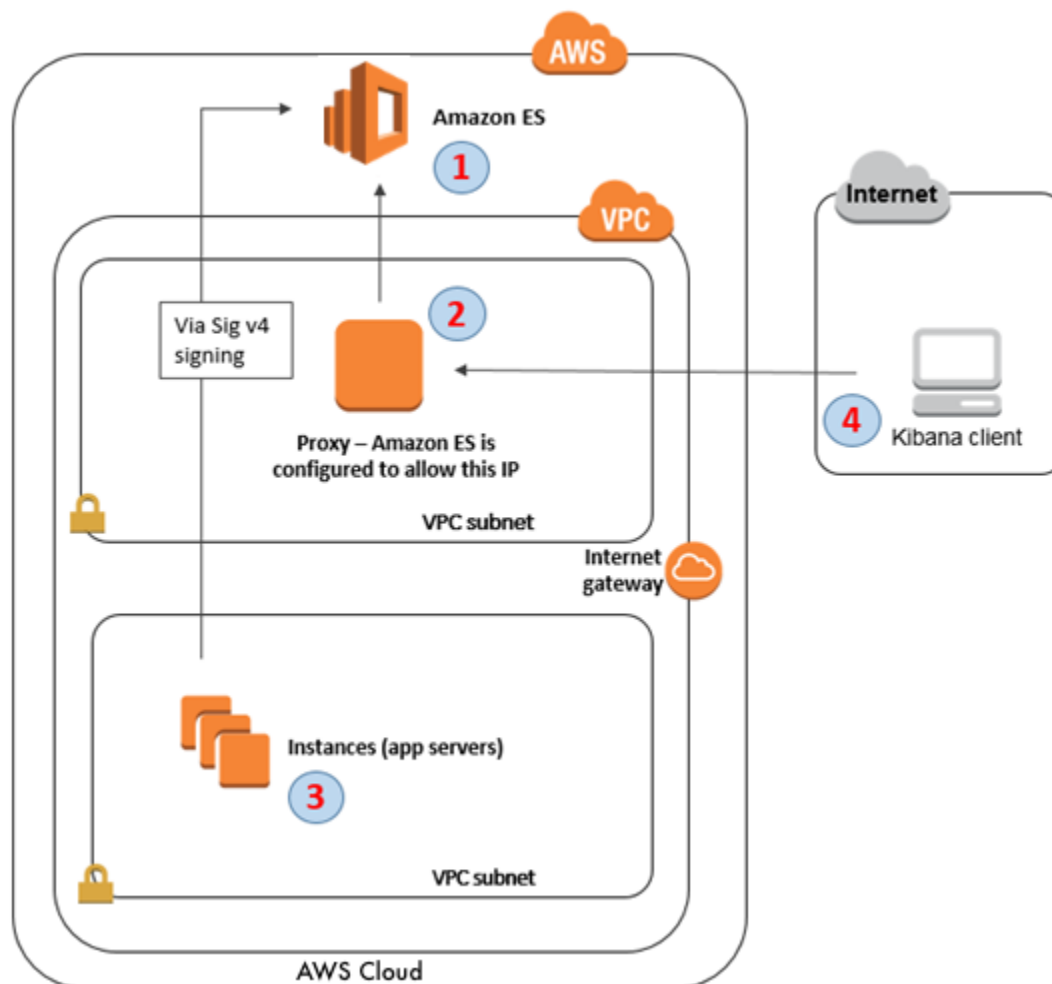 AWS
Amazon ES
1
VPC
Internet
2
Via Sig v4
signing
4
Kibana client
Proxy – Amazon ES is
configured to allow this IP
VPC subnet
Internet
gateway
Instances (app servers)
3
VPC subnet
AWS Cloud